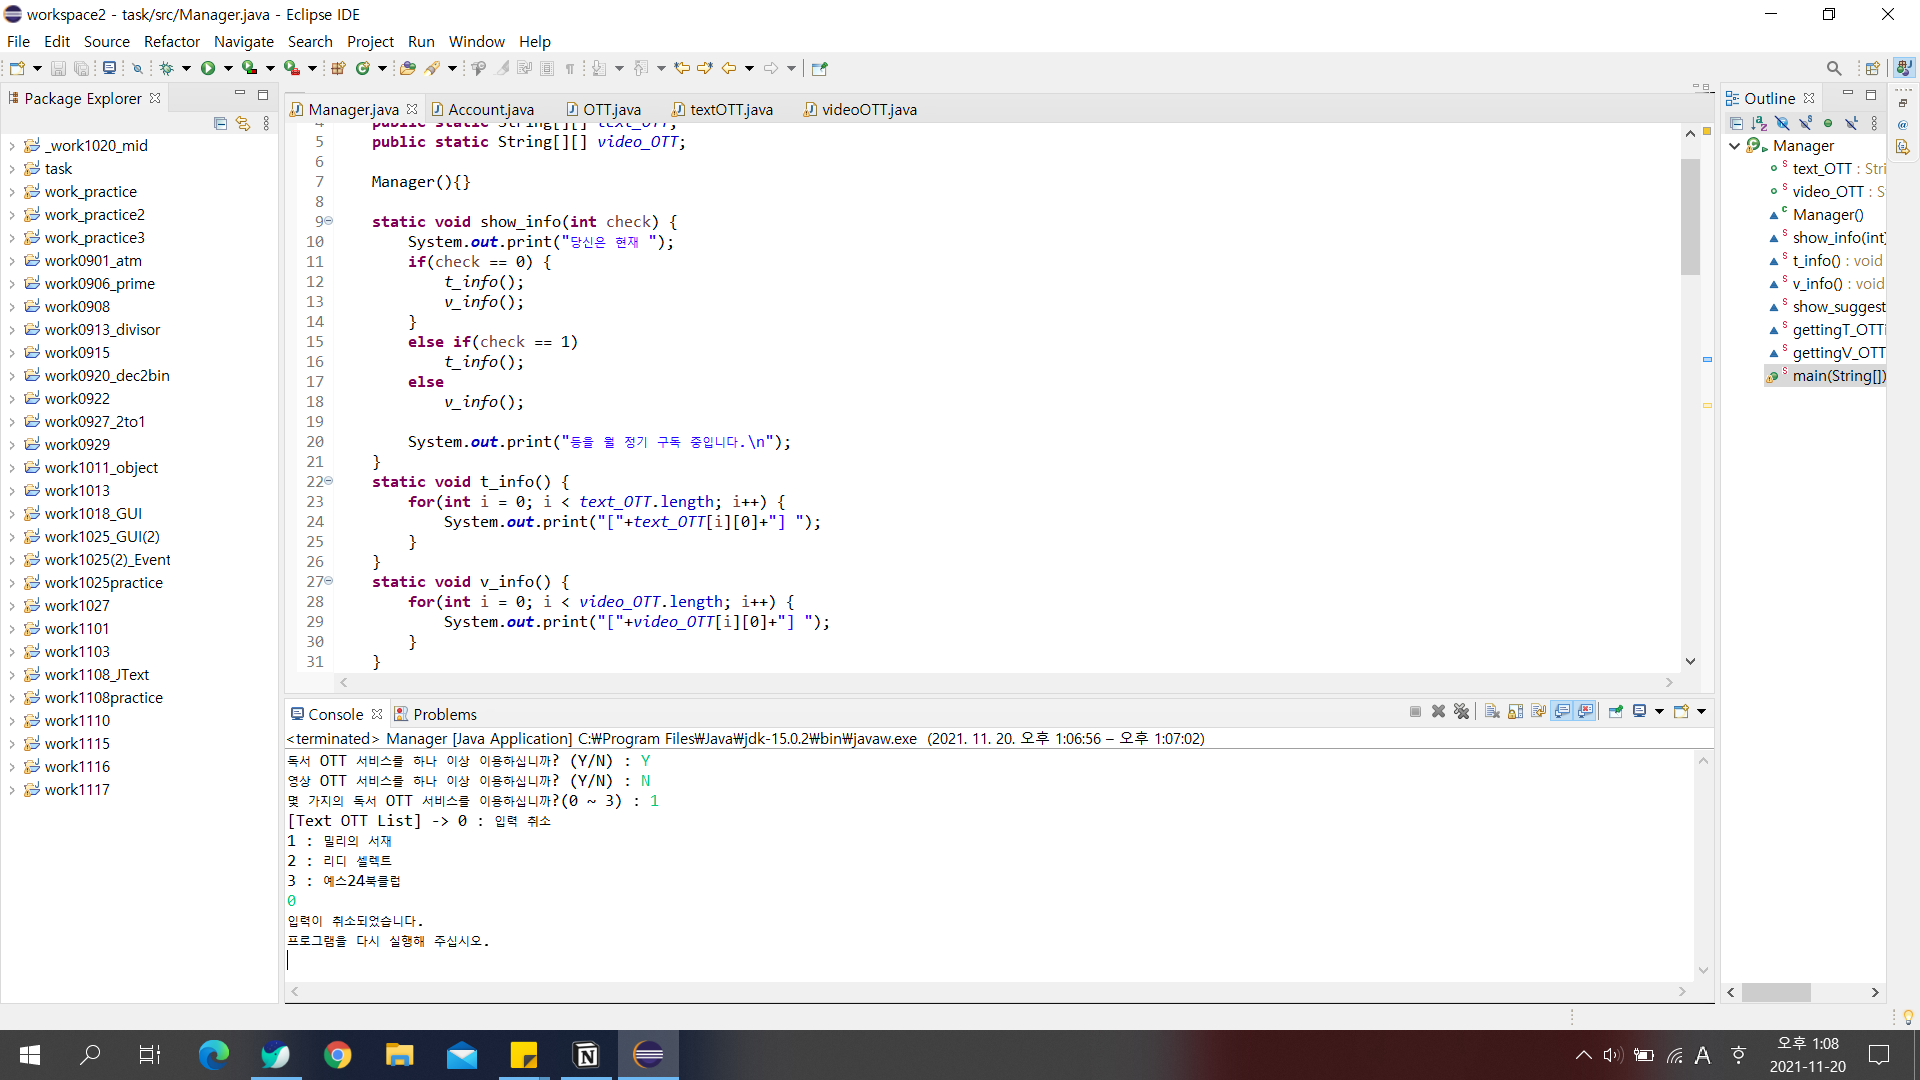 workspace2 - task/src/Manager.java - Eclipse IDE
File Edit Source Refactor Navigate Search Project Run Window Help
Package Explorer
_work1020_mid
task
work_practice
work_practice2
work_practice3
work0901_atm
work0906_prime
work0908
work0913_divisor
work0915
work0920_dec2bin
work0922
work0927_2to1
work0929
work1011_object
work1013
work1018_GUI
work1025_GUI(2)
work1025(2)_Event
work1025practice
work1027
work1101
work1103
work1108_JText
work1108practice
work1110
work1115
work1116
work1117
Manager.java Account.java OTT.java textOTT.java videoOTT.java
4 public static String[][] text_OTT;
5 public static String[][] video_OTT;
6
7 Manager(){}
8
9 static void show_info(int check) {
10 System.out.print("당신은 현재 ");
11 if(check == 0) {
12 t_info();
13 v_info();
14 }
15 else if(check == 1)
16 t_info();
17 else
18 v_info();
19
20 System.out.print("등을 월 정기 구독 중입니다.\n");
21 }
22 static void t_info() {
23 for(int i = 0; i < text_OTT.length; i++) {
24 System.out.print("["+text_OTT[i][0]+"] ");
25 }
26 }
27 static void v_info() {
28 for(int i = 0; i < video_OTT.length; i++) {
29 System.out.print("["+video_OTT[i][0]+"] ");
30 }
31 }
Console Problems
<terminated> Manager [Java Application] C:₩Program Files₩Java₩jdk-15.0.2₩bin₩javaw.exe (2021. 11. 20. 오후 1:06:56 – 오후 1:07:02)
독서 OTT 서비스를 하나 이상 이용하십니까? (Y/N) : Y
영상 OTT 서비스를 하나 이상 이용하십니까? (Y/N) : N
몇 가지의 독서 OTT 서비스를 이용하십니까?(0 ~ 3) : 1
[Text OTT List] -> 0 : 입력 취소
1 : 밀리의 서재
2 : 리디 셀렉트
3 : 예스24북클럽
0
입력이 취소되었습니다.
프로그램을 다시 실행해 주십시오.
Outline
Manager
text_OTT : Stri
video_OTT : S
Manager()
show_info(int)
t_info() : void
v_info() : void
show_suggest
gettingT_OTTi
gettingV_OTT
main(String[])
A 오후 1:08
2021-11-20